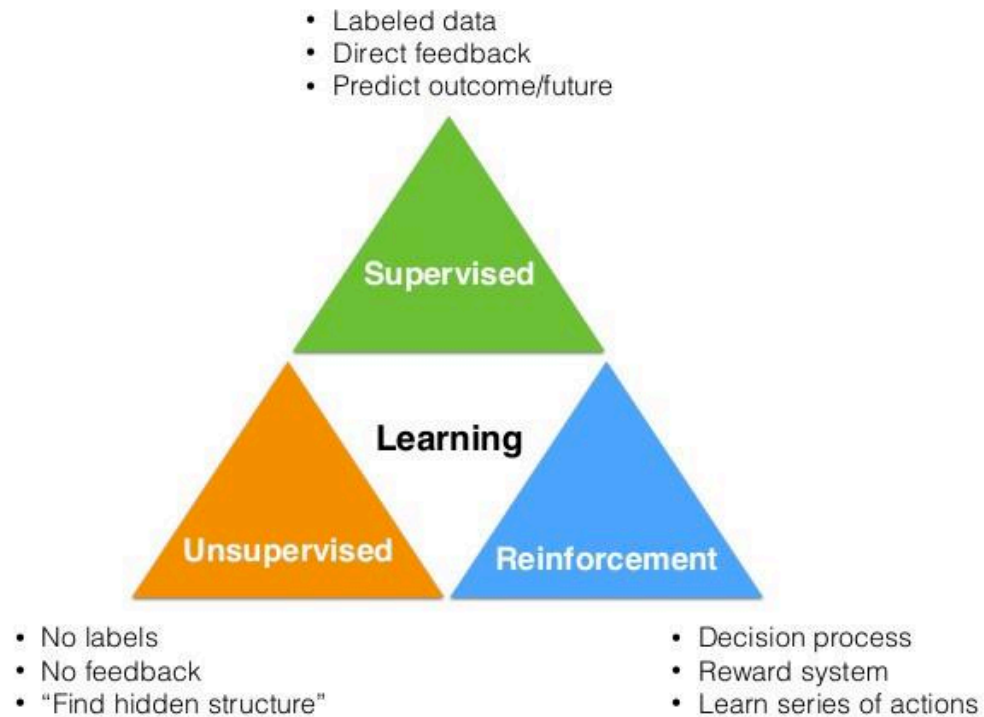 • Labeled data
• Direct feedback
• Predict outcome/future
Supervised
Learning
Unsupervised
Reinforcement
• No labels
• No feedback
• “Find hidden structure”
• Decision process
• Reward system
• Learn series of actions